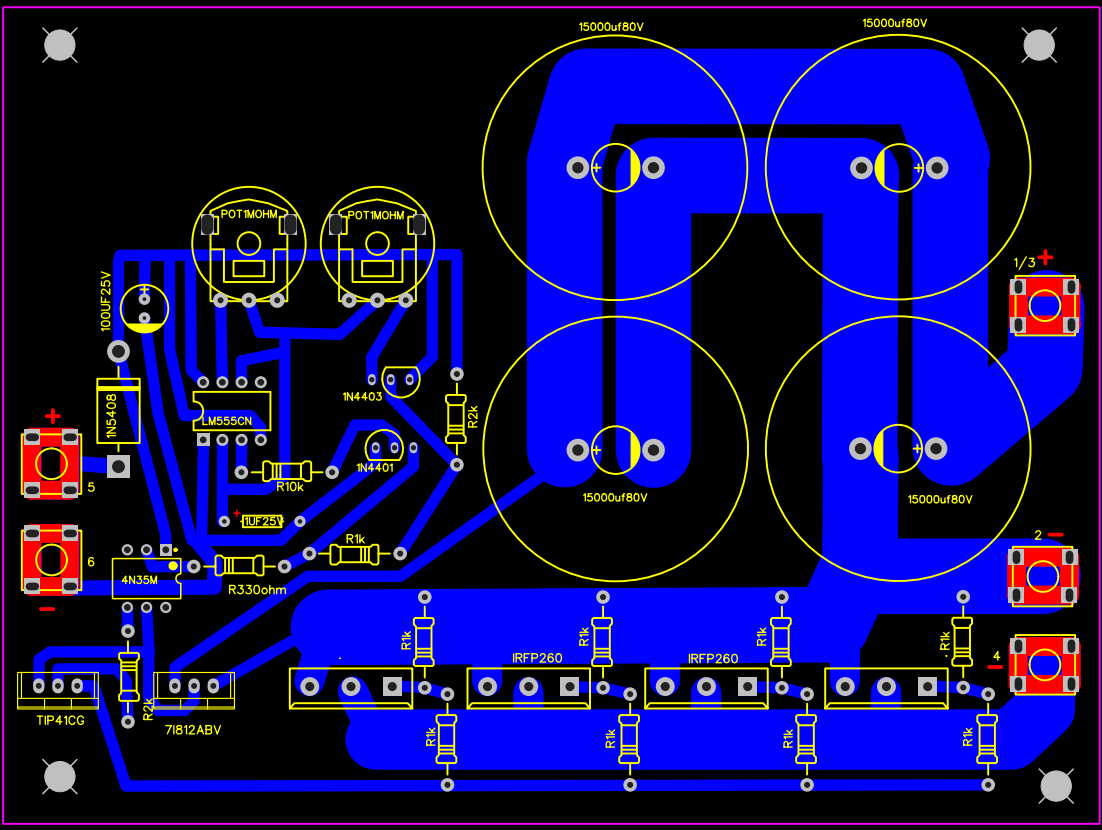 15000uf80V
15000uf80V
POT1MOHM
POT1MOHM
1/3
+
100UF25V
+
+
+
1N4403
1N5408
R2k
LM555CN
+
+
+
1N4401
5
R10k
15000uf80V
15000uf80V
+
1UF25V
2 -
R1k
6
4N35M
R330ohm
-
R1k
R1k
R1k
R1k
IRFP260
IRFP260
4
-
R2k
TIP41CG
7812ABV
R1k
R1k
R1k
R1k